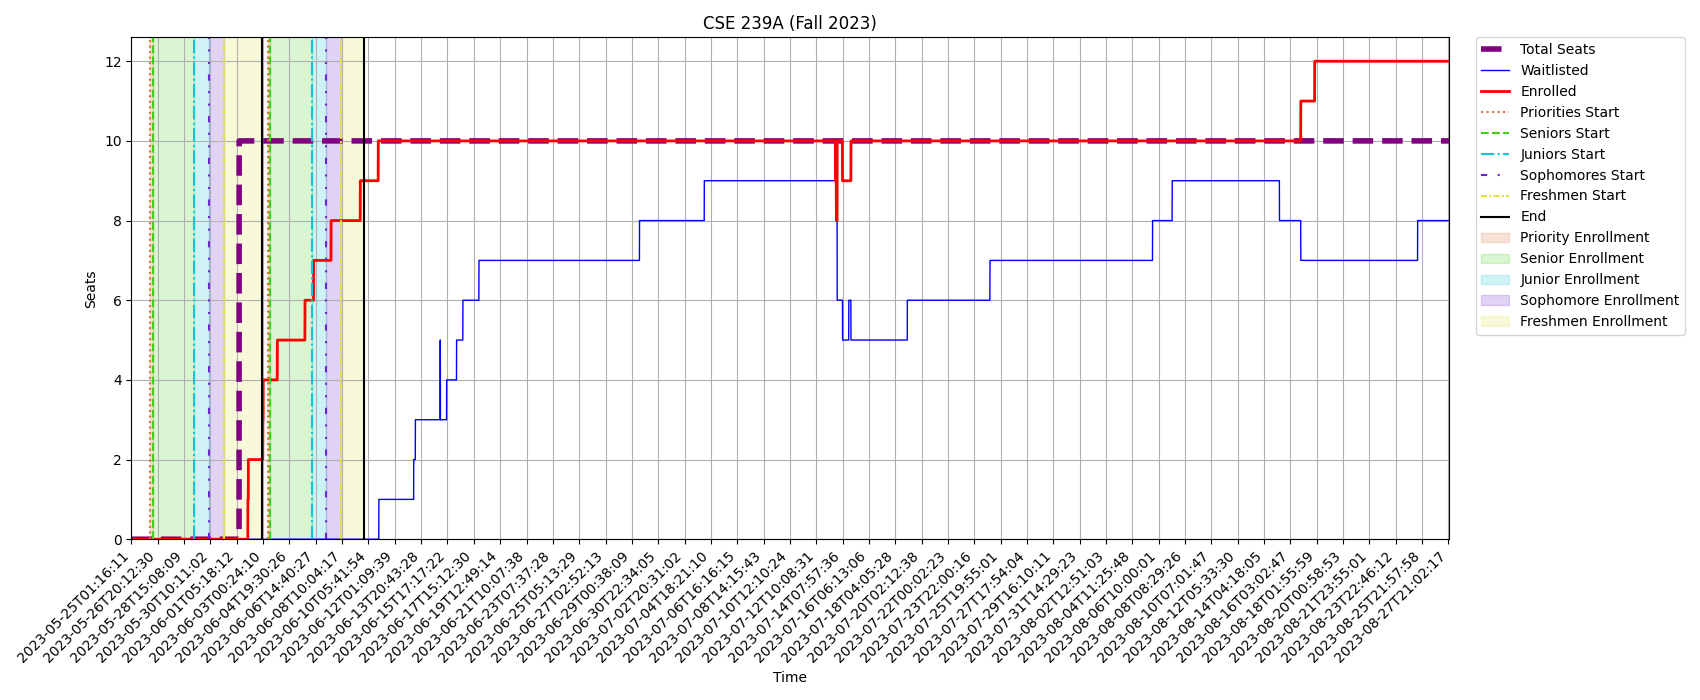 CSE 239A (Fall 2023)
Seats
12
10
8
6
4
2
0
2023-05-25T01:16:11
2023-05-26T20:12:30
2023-05-28T15:08:09
2023-05-30T10:11:02
2023-06-01T05:18:12
2023-06-03T00:24:10
2023-06-04T19:30:26
2023-06-06T14:40:27
2023-06-08T10:04:17
2023-06-10T05:41:54
2023-06-12T01:09:39
2023-06-13T20:43:28
2023-06-15T17:17:22
2023-06-17T15:12:30
2023-06-19T12:49:14
2023-06-21T10:07:38
2023-06-23T07:37:28
2023-06-25T05:13:29
2023-06-27T02:52:13
2023-06-29T00:38:09
2023-06-30T22:34:05
2023-07-02T20:31:02
2023-07-04T18:21:10
2023-07-06T16:16:15
2023-07-08T14:15:43
2023-07-10T12:10:24
2023-07-12T10:08:31
2023-07-14T07:57:36
2023-07-16T06:13:06
2023-07-18T04:05:28
2023-07-20T02:12:38
2023-07-22T00:02:23
2023-07-23T22:00:16
2023-07-25T19:55:01
2023-07-27T17:54:04
2023-07-29T16:10:11
2023-07-31T14:29:23
2023-08-02T12:51:03
2023-08-04T11:25:48
2023-08-06T10:00:01
2023-08-08T08:29:26
2023-08-10T07:01:47
2023-08-12T05:33:30
2023-08-14T04:18:05
2023-08-16T03:02:47
2023-08-18T01:55:59
2023-08-20T00:58:53
2023-08-21T23:55:01
2023-08-23T22:46:12
2023-08-25T21:57:58
2023-08-27T21:02:17
Time
Total Seats
Waitlisted
Enrolled
Priorities Start
Seniors Start
Juniors Start
Sophomores Start
Freshmen Start
End
Priority Enrollment
Senior Enrollment
Junior Enrollment
Sophomore Enrollment
Freshmen Enrollment